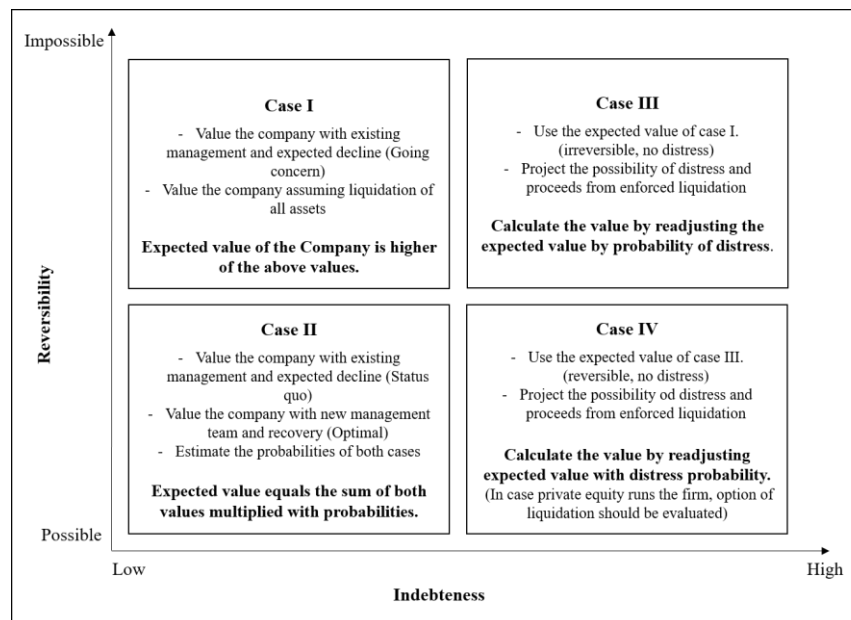 Impossible
Case I
- Value the company with existing
management and expected decline (Going
concern)
- Value the company assuming liquidation of
all assets
Expected value of the Company is higher
of the above values.
Case III
- Use the expected value of case I.
(irreversible, no distress)
- Project the possibility of distress and
proceeds from enforced liquidation
Calculate the value by readjusting the
expected value by probability of distress.
Reversibility
Case II
- Value the company with existing
management and expected decline (Status
quo)
- Value the company with new management
team and recovery (Optimal)
- Estimate the probabilities of both cases
Expected value equals the sum of both
values multiplied with probabilities.
Case IV
- Use the expected value of case III.
(reversible, no distress)
- Project the possibility od distress and
proceeds from enforced liquidation
Calculate the value by readjusting
expected value with distress probability.
(In case private equity runs the firm, option of
liquidation should be evaluated)
Possible
Low
High
Indebteness